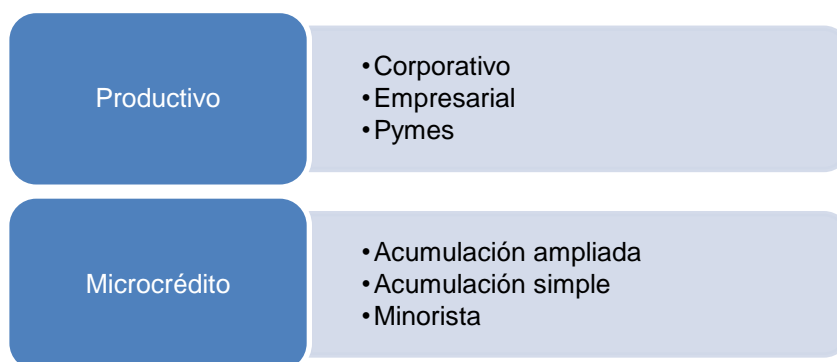 Productivo
•Corporativo
•Empresarial
•Pymes
Microcrédito
•Acumulación ampliada
•Acumulación simple
•Minorista